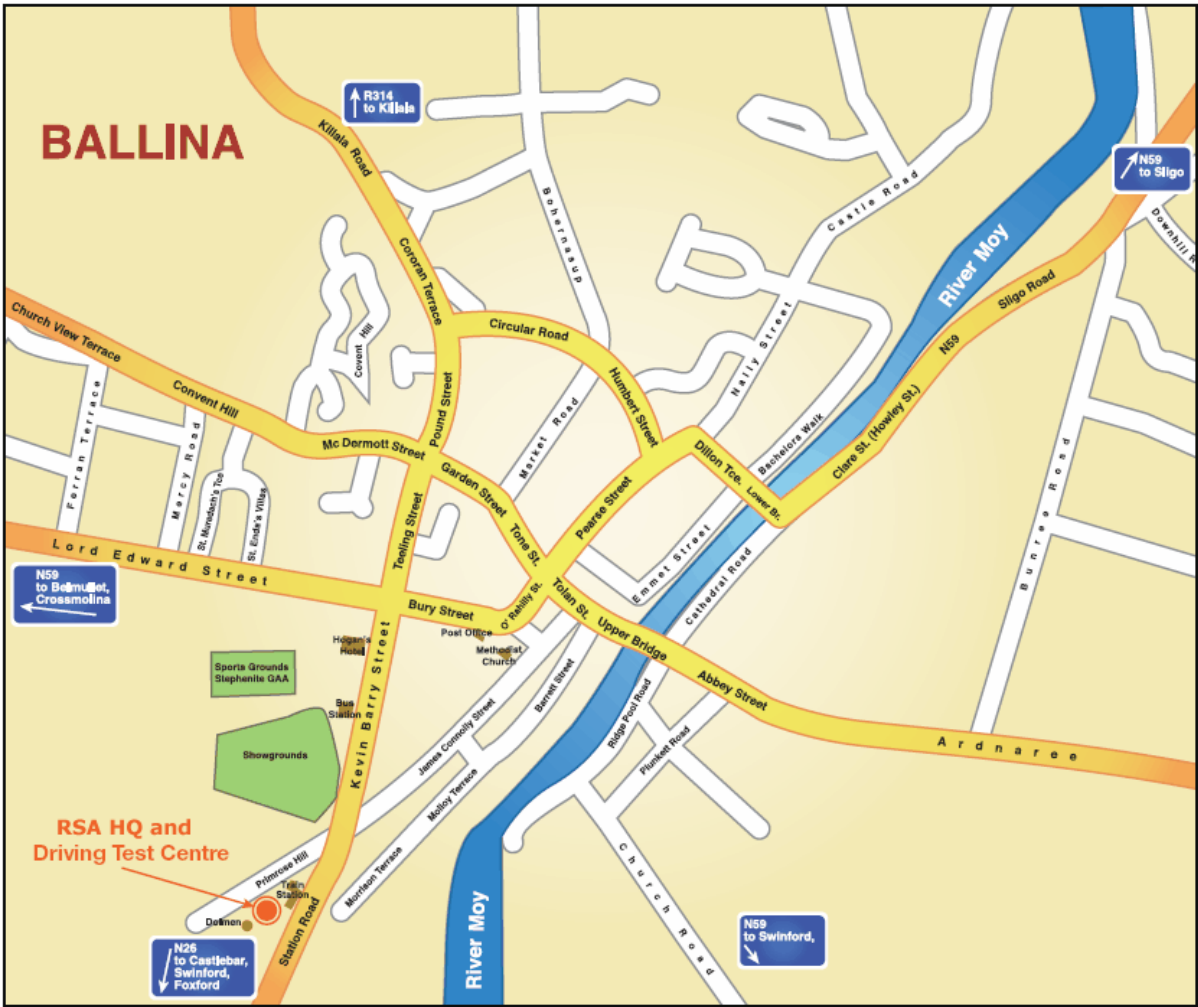 R314
to Killala
BALLINA
Killala Road
N59
to Sligo
Bohernasup
Castle Road
Downhill R
River Moy
Cororan Terrace
Sligo Road
Church View Terrace
Circular Road
Covent Hill
N59
Nally Street
Convent Hill
Pound Street
Humbert Street
Ferran Terrace
Market Road
Mc Dermott Street
Bachelora Walk
Clare St. (Howley St.)
Mercy Road
Dillon Tce.
Garden Street
Lower Br.
St. Muredach's Tce
St. Enda's Villas
Pearse Street
Bunree Road
Teeling Street
Tone St.
Lord Edward Street
Emmet Street
Cathedral Road
N59
to Belmullet,
Crossmolina
Bury Street
O' Rahilly St.
Tolan St.
Upper Bridge
Post Office
Hogan's
Hotel
Methodist
Church
Abbey Street
Sports Grounds
Stephenite GAA
Kevin Barry Street
Barrett Street
Ridge Pool Road
Bus
Station
James Connolly Street
Plunkett Road
Ardnaree
Showgrounds
Molloy Terrace
RSA HQ and
Driving Test Centre
Primrose Hill
Morrison Terrace
Church Road
Train
Station
Dolmen
Station Road
N26
to Castlebar,
Swinford,
Foxford
River Moy
N59
to Swinford,